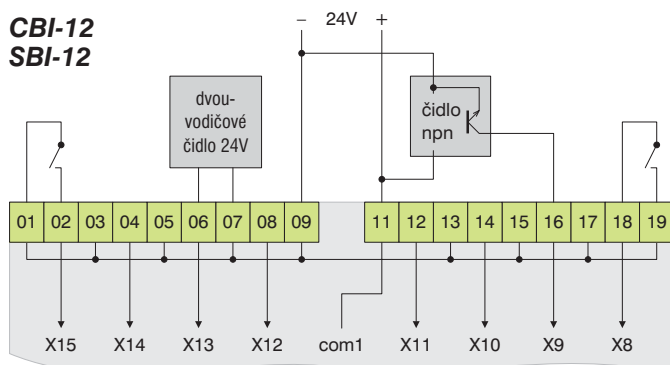 CBI-12
SBI-12
– 24V +
dvou-
vodičové
čidlo 24V
čidlo
npn
01 02 03 04 05 06 07 08 09 11 12 13 14 15 16 17 18 19
X15 X14 X13 X12 com1 X11 X10 X9 X8